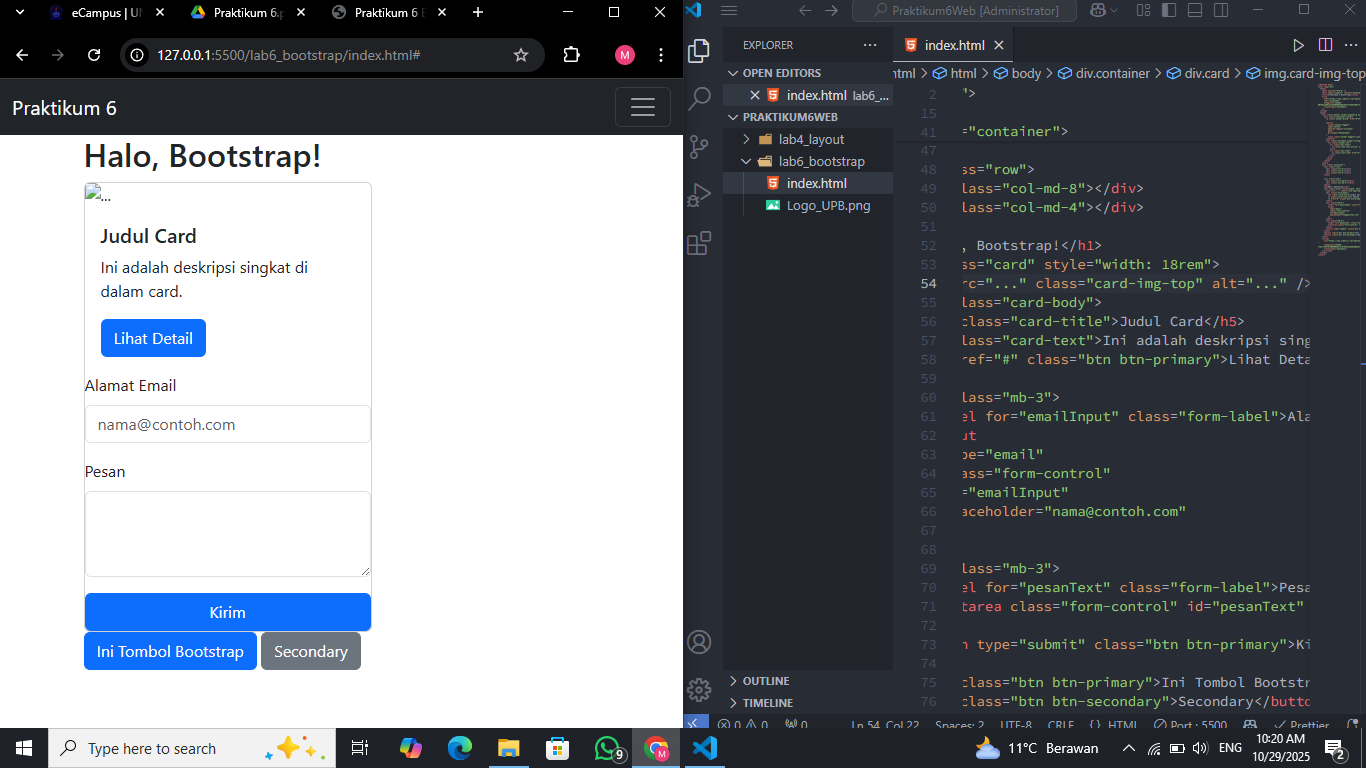 eCampus | UN
Praktikum 6.p
Praktikum 6 B
127.0.0.1:5500/lab6_bootstrap/index.html#
M
Praktikum 6
Halo, Bootstrap!
...
Judul Card
Ini adalah deskripsi singkat di
dalam card.
Lihat Detail
Alamat Email
nama@contoh.com
Pesan
Kirim
Ini Tombol Bootstrap
Secondary
Praktikum6Web [Administrator]
EXPLORER
OPEN EDITORS
index.html lab6_...
PRAKTIKUM6WEB
lab4_layout
lab6_bootstrap
index.html
Logo_UPB.png
OUTLINE
TIMELINE
index.html
html > html > body > div.container > div.card > img.card-img-top
2 ">
15
41 ="container">
47
48 ss="row">
49 class="col-md-8"></div>
50 class="col-md-4"></div>
51
52 , Bootstrap!</h1>
53 ss="card" style="width: 18rem">
54 rc="..." class="card-img-top" alt="..." />
55 class="card-body">
56 class="card-title">Judul Card</h5>
57 class="card-text">Ini adalah deskripsi sing
58 href="#" class="btn btn-primary">Lihat Deta
59
60 class="mb-3">
61 el for="emailInput" class="form-label">Ala
62 ut
63 pe="email"
64 ass="form-control"
65 ="emailInput"
66 aceholder="nama@contoh.com"
67
68
69 class="mb-3">
70 el for="pesanText" class="form-label">Pesa
71 tarea class="form-control" id="pesanText"
72
73 n type="submit" class="btn btn-primary">Ki
74
75 class="btn btn-primary">Ini Tombol Bootstr
76 class="btn btn-secondary">Secondary</butto
0 0 0 Ln 54, Col 22 Spaces: 2 UTF-8 CRLF {} HTML Port : 5500 Prettier
Type here to search
9
M
11°C Berawan
ENG
10:20 AM
10/29/2025
2